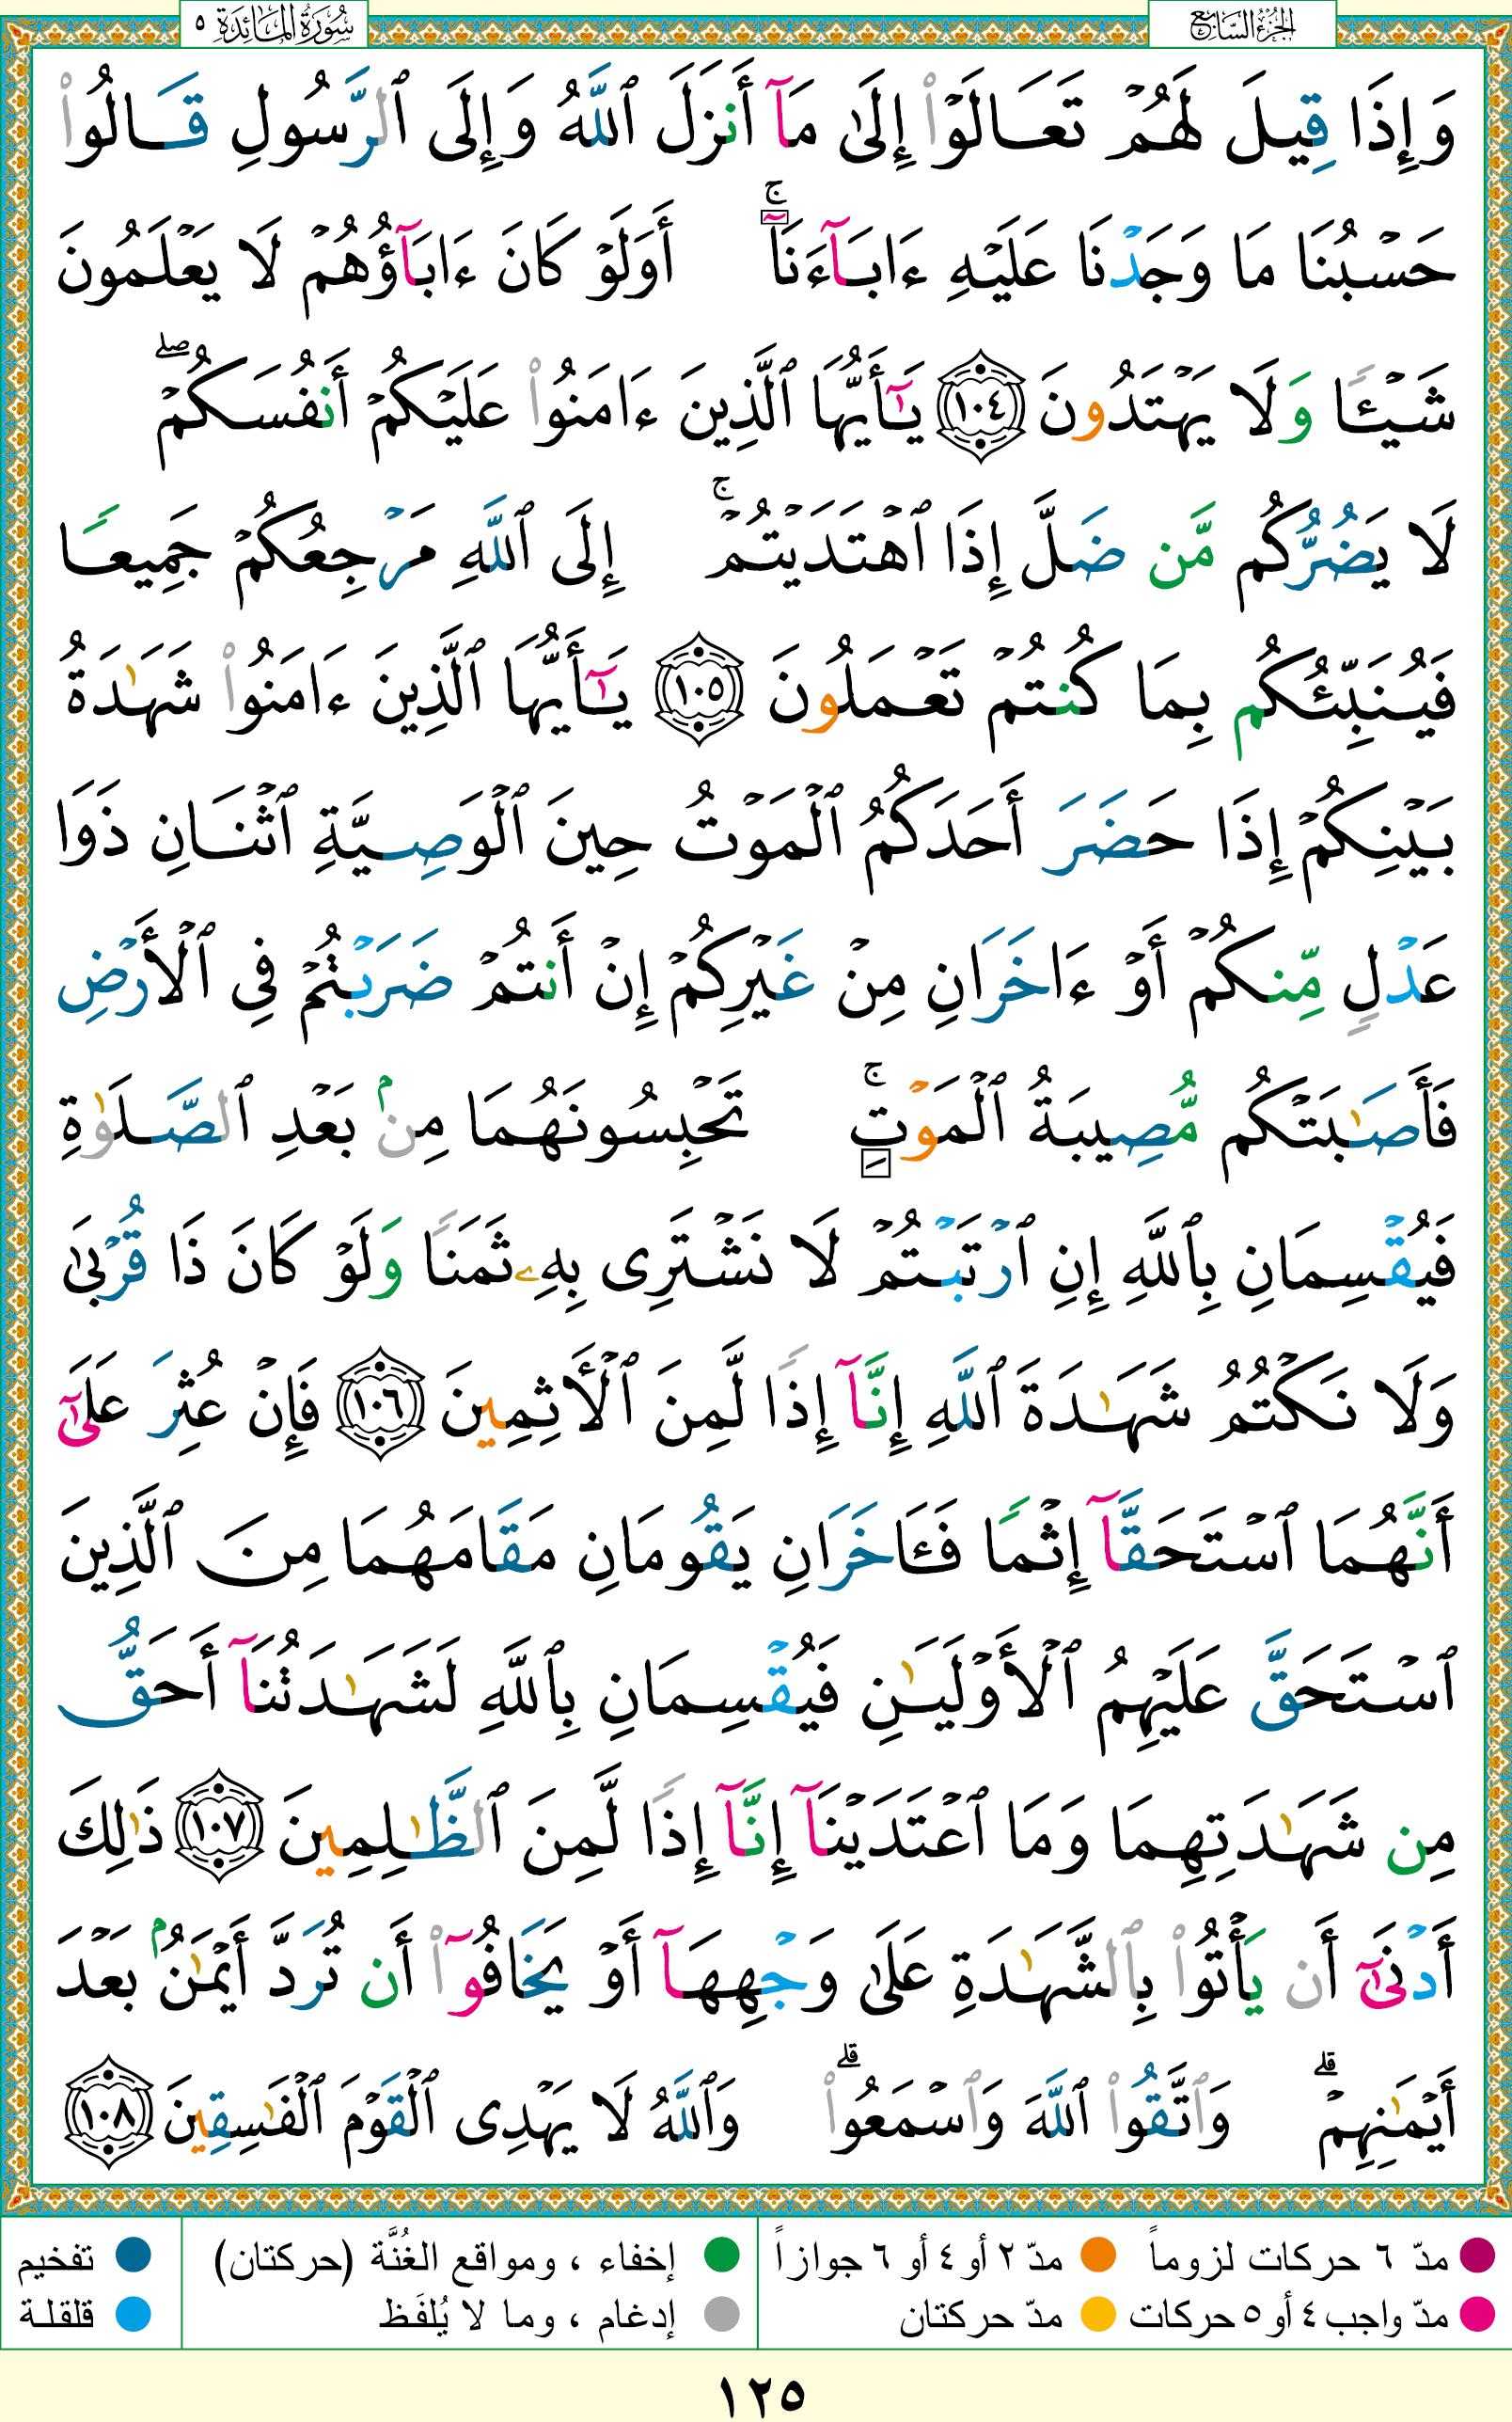 الجزء السابع
سورة المائدة ٥
وَإِذَا قِيلَ لَهُمۡ تَعَالَوۡاْ إِلَىٰ مَآ أَنزَلَ ٱللَّهُ وَإِلَى ٱلرَّسُولِ قَالُواْ
حَسۡبُنَا مَا وَجَدۡنَا عَلَيۡهِ ءَابَآءَنَآۚ أَوَلَوۡ كَانَ ءَابَآؤُهُمۡ لَا يَعۡلَمُونَ
شَيۡـًٔا وَلَا يَهۡتَدُونَ ١٠٤ يَـٰٓأَيُّهَا ٱلَّذِينَ ءَامَنُواْ عَلَيۡكُمۡ أَنفُسَكُمۡۖ
لَا يَضُرُّكُم مَّن ضَلَّ إِذَا ٱهۡتَدَيۡتُمۡۚ إِلَى ٱللَّهِ مَرۡجِعُكُمۡ جَمِيعًا
فَيُنَبِّئُكُم بِمَا كُنتُمۡ تَعۡمَلُونَ ١٠٥ يَـٰٓأَيُّهَا ٱلَّذِينَ ءَامَنُواْ شَهَـٰدَةُ
بَيۡنِكُمۡ إِذَا حَضَرَ أَحَدَكُمُ ٱلۡمَوۡتُ حِينَ ٱلۡوَصِيَّةِ ٱثۡنَانِ ذَوَا
عَدۡلٖ مِّنكُمۡ أَوۡ ءَاخَرَانِ مِنۡ غَيۡرِكُمۡ إِنۡ أَنتُمۡ ضَرَبۡتُمۡ فِي ٱلۡأَرۡضِ
فَأَصَـٰبَتۡكُم مُّصِيبَةُ ٱلۡمَوۡتِۚ تَحۡبِسُونَهُمَا مِنۢ بَعۡدِ ٱلصَّلَوٰةِ
فَيُقۡسِمَانِ بِٱللَّهِ إِنِ ٱرۡتَبۡتُمۡ لَا نَشۡتَرِي بِهِۦ ثَمَنٗا وَلَوۡ كَانَ ذَا قُرۡبَىٰ
وَلَا نَكۡتُمُ شَهَـٰدَةَ ٱللَّهِ إِنَّآ إِذٗا لَّمِنَ ٱلۡأٓثِمِينَ ١٠٦ فَإِنۡ عُثِرَ عَلَىٰٓ
أَنَّهُمَا ٱسۡتَحَقَّآ إِثۡمٗا فَـَٔاخَرَانِ يَقُومَانِ مَقَامَهُمَا مِنَ ٱلَّذِينَ
ٱسۡتَحَقَّ عَلَيۡهِمُ ٱلۡأَوۡلَيَـٰنِ فَيُقۡسِمَانِ بِٱللَّهِ لَشَهَـٰدَتُنَآ أَحَقُّ
مِن شَهَـٰدَتِهِمَا وَمَا ٱعۡتَدَيۡنَآ إِنَّآ إِذٗا لَّمِنَ ٱلظَّـٰلِمِينَ ١٠٧ ذَٰلِكَ
أَدۡنَىٰٓ أَن يَأۡتُواْ بِٱلشَّهَـٰدَةِ عَلَىٰ وَجۡهِهَآ أَوۡ يَخَافُوٓاْ أَن تُرَدَّ أَيۡمَـٰنُۢ بَعۡدَ
أَيۡمَـٰنِهِمۡۗ وَٱتَّقُواْ ٱللَّهَ وَٱسۡمَعُواْۗ وَٱللَّهُ لَا يَهۡدِي ٱلۡقَوۡمَ ٱلۡفَـٰسِقِينَ ١٠٨
مدّ ٦ حركات لزوماً مدّ ٢ أو ٤ أو ٦ جوازاً إخفاء ، ومواقع الغُنَّة (حركتان) تفخيم
مدّ واجب ٤ أو ٥ حركات مدّ حركتان إدغام ، وما لا يُلفَظ قلقلة
١٢٥